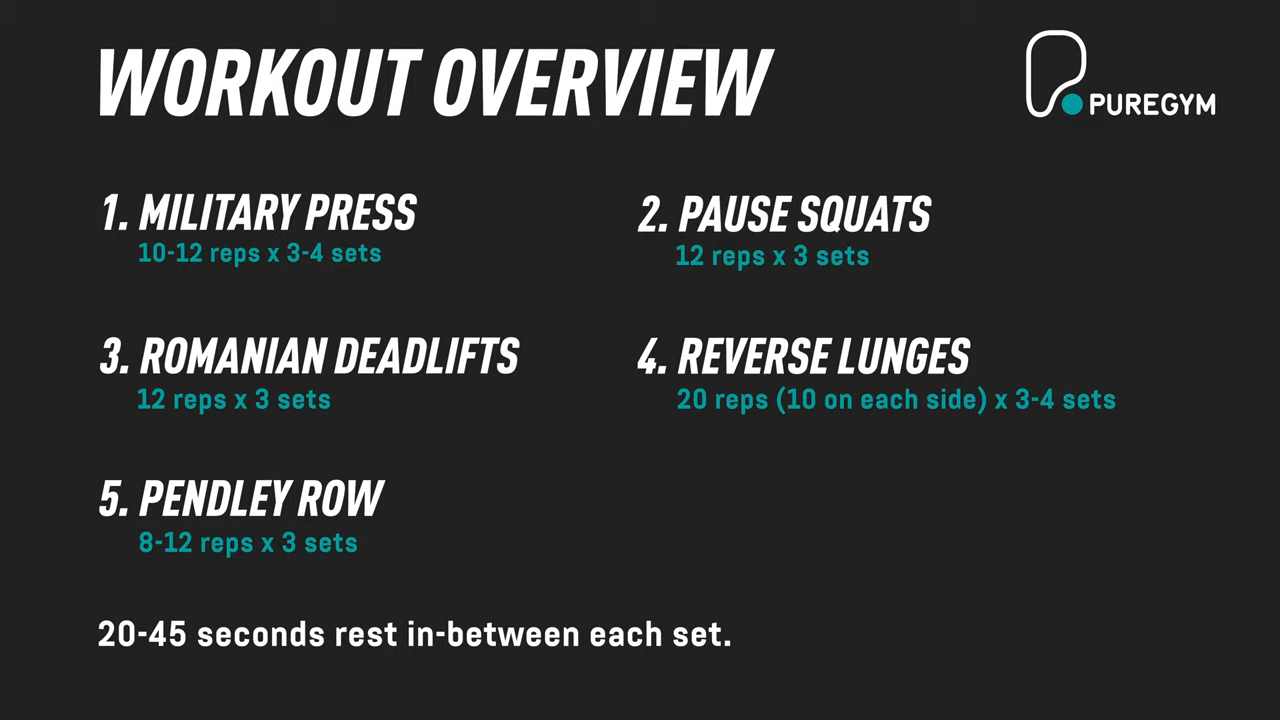 WORKOUT OVERVIEW
PUREGYM
1. MILITARY PRESS
10-12 reps x 3-4 sets
2. PAUSE SQUATS
12 reps x 3 sets
3. ROMANIAN DEADLIFTS
12 reps x 3 sets
4. REVERSE LUNGES
20 reps (10 on each side) x 3-4 sets
5. PENDLEY ROW
8-12 reps x 3 sets
20-45 seconds rest in-between each set.